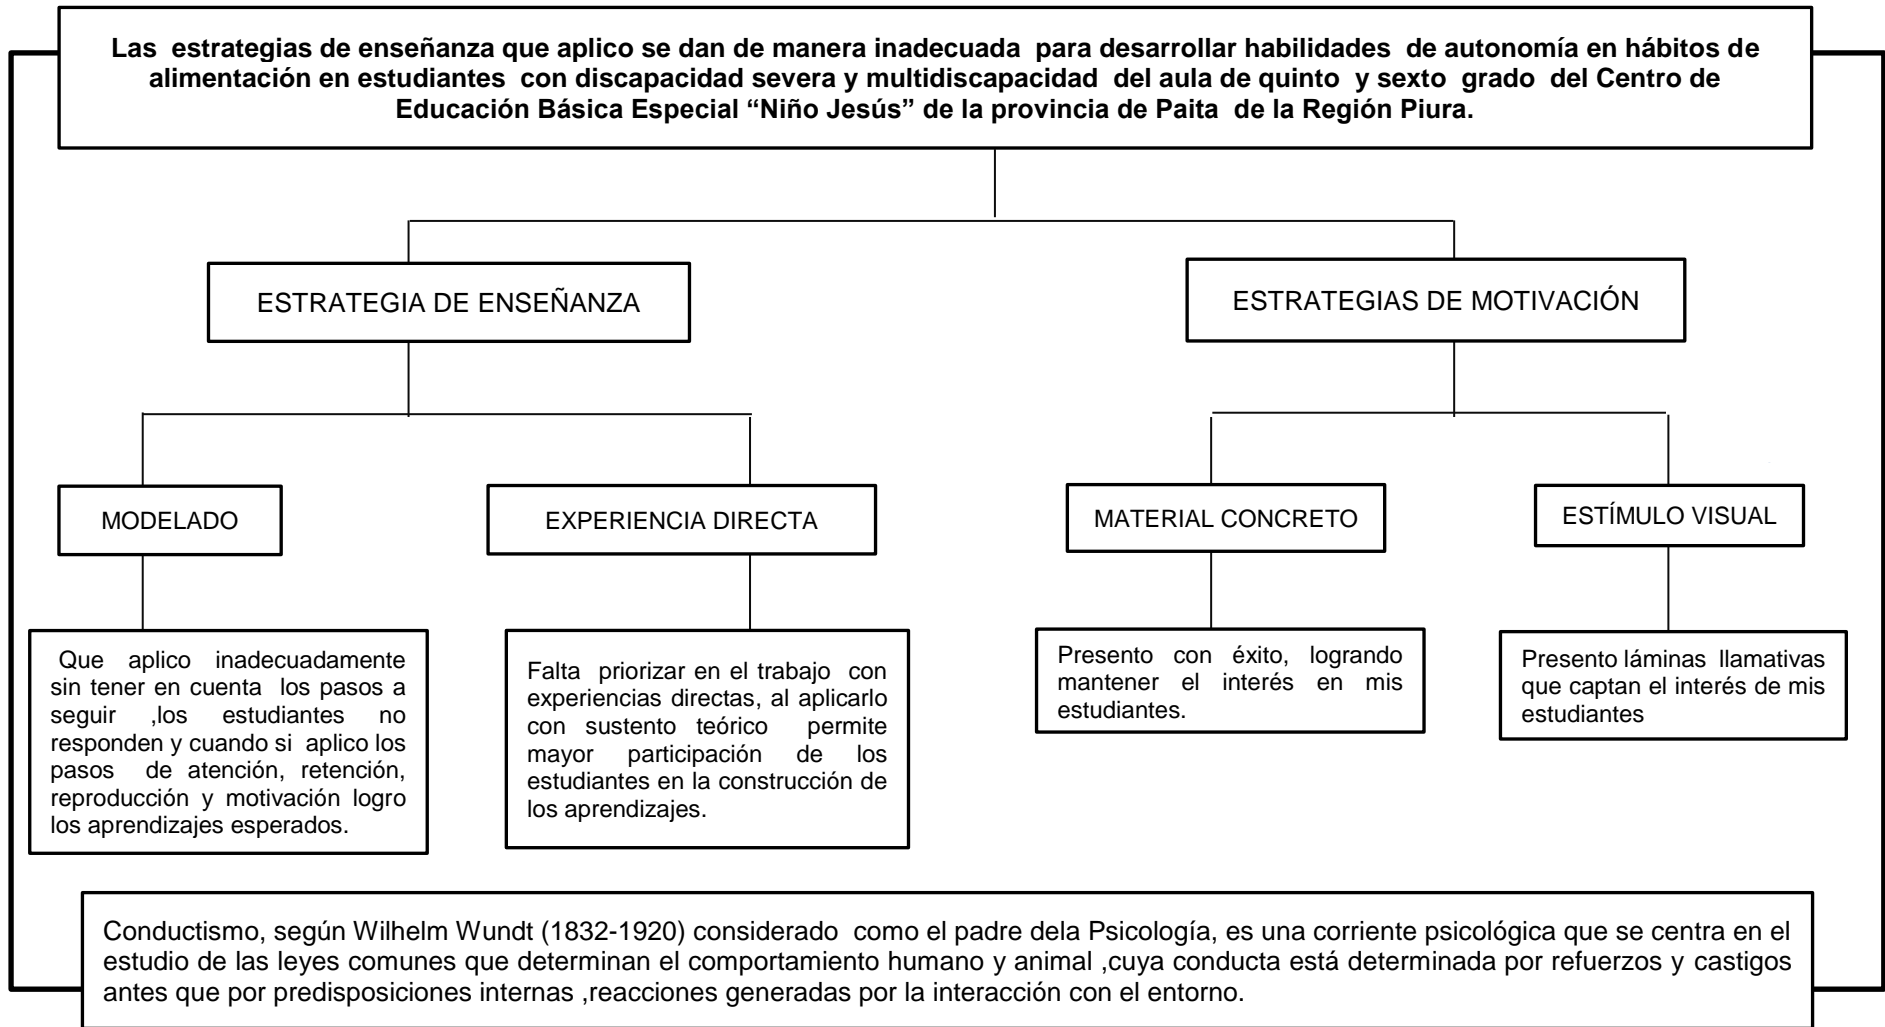 Las estrategias de enseñanza que aplico se dan de manera inadecuada para desarrollar habilidades de autonomía en hábitos de
alimentación en estudiantes con discapacidad severa y multidiscapacidad del aula de quinto y sexto grado del Centro de
Educación Básica Especial “Niño Jesús” de la provincia de Paita de la Región Piura.
ESTRATEGIA DE ENSEÑANZA
ESTRATEGIAS DE MOTIVACIÓN
MODELADO
EXPERIENCIA DIRECTA
MATERIAL CONCRETO
ESTÍMULO VISUAL
Que aplico inadecuadamente
sin tener en cuenta los pasos a
seguir ,los estudiantes no
responden y cuando si aplico los
pasos de atención, retención,
reproducción y motivación logro
los aprendizajes esperados.
Falta priorizar en el trabajo con
experiencias directas, al aplicarlo
con sustento teórico permite
mayor participación de los
estudiantes en la construcción de
los aprendizajes.
Presento con éxito, logrando
mantener el interés en mis
estudiantes.
Presento láminas llamativas
que captan el interés de mis
estudiantes
Conductismo, según Wilhelm Wundt (1832-1920) considerado como el padre dela Psicología, es una corriente psicológica que se centra en el
estudio de las leyes comunes que determinan el comportamiento humano y animal ,cuya conducta está determinada por refuerzos y castigos
antes que por predisposiciones internas ,reacciones generadas por la interacción con el entorno.